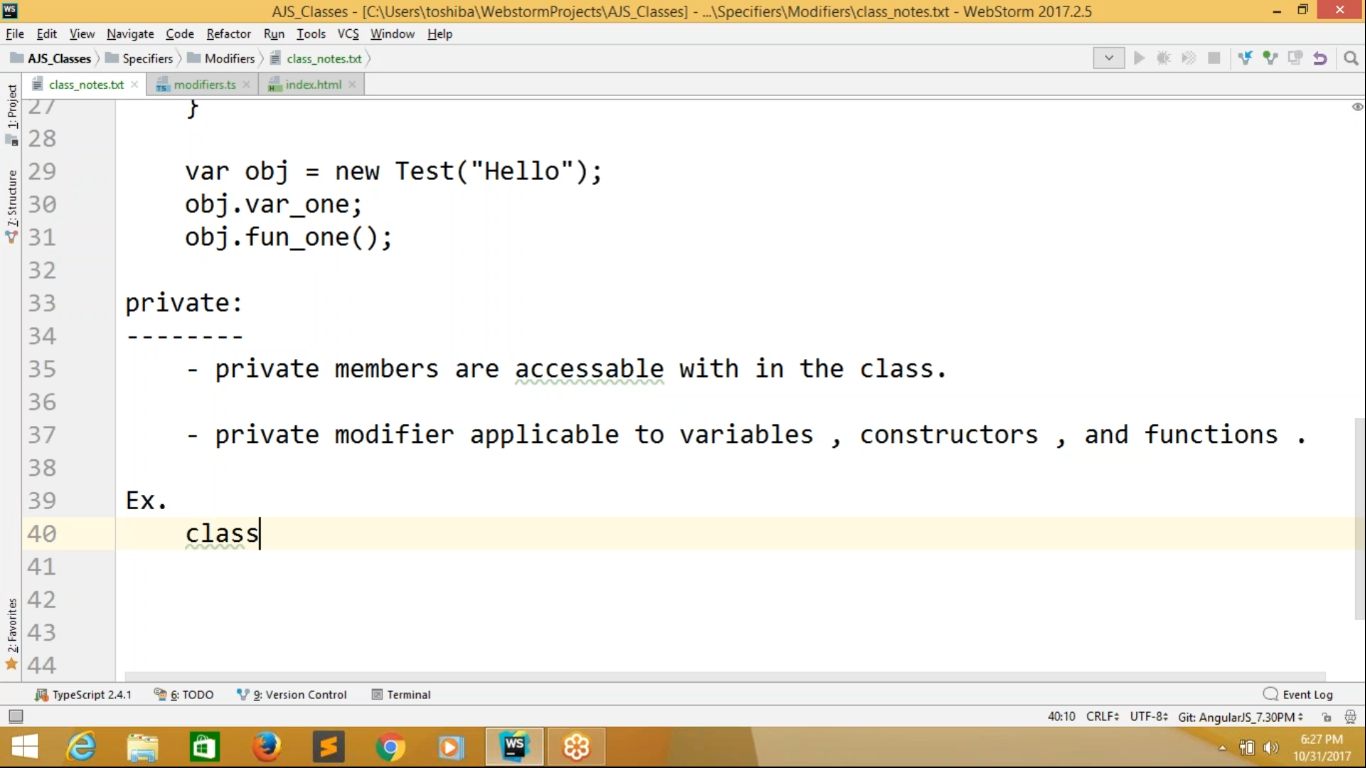 AJS_Classes - [C:\Users\toshiba\WebstormProjects\AJS_Classes] - ...\Specifiers\Modifiers\class_notes.txt - WebStorm 2017.2.5
File Edit View Navigate Code Refactor Run Tools VCS Window Help
AJS_Classes Specifiers Modifiers class_notes.txt
class_notes.txt modifiers.ts index.html
1: Project
7: Structure
2: Favorites
27 }
28
29 var obj = new Test("Hello");
30 obj.var_one;
31 obj.fun_one();
32
33 private:
34 --------
35 - private members are accessable with in the class.
36
37 - private modifier applicable to variables , constructors , and functions .
38
39 Ex.
40 class
41
42
43
44
TypeScript 2.4.1 6: TODO 9: Version Control Terminal Event Log
40:10 CRLF UTF-8 Git: AngularJS_7.30PM
6:27 PM
10/31/2017